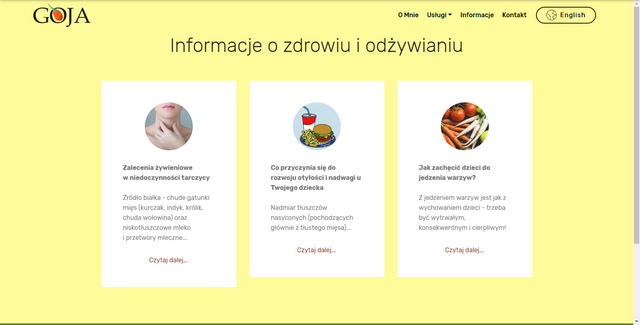 GOJA
O Mnie
Usługi
Informacje
Kontakt
English
Informacje o zdrowiu i odżywianiu
Zalecenia żywieniowe
w niedoczynności tarczycy
Źródło białka - chude gatunki
mięs (kurczak, indyk, królik,
chuda wołowina) oraz
niskotłuszczowe mleko
i przetwory mleczne...
Czytaj dalej...
Co przyczynia się do
rozwoju otyłości i nadwagi u
Twojego dziecka
Nadmiar tłuszczów
nasyconych (pochodzących
głównie z tłustego mięsa)...
Czytaj dalej...
Jak zachęcić dzieci do
jedzenia warzyw?
Z jedzeniem warzyw jest jak z
wychowaniem dzieci - trzeba
być wytrwałym,
konsekwentnym i cierpliwym!
Czytaj dalej...